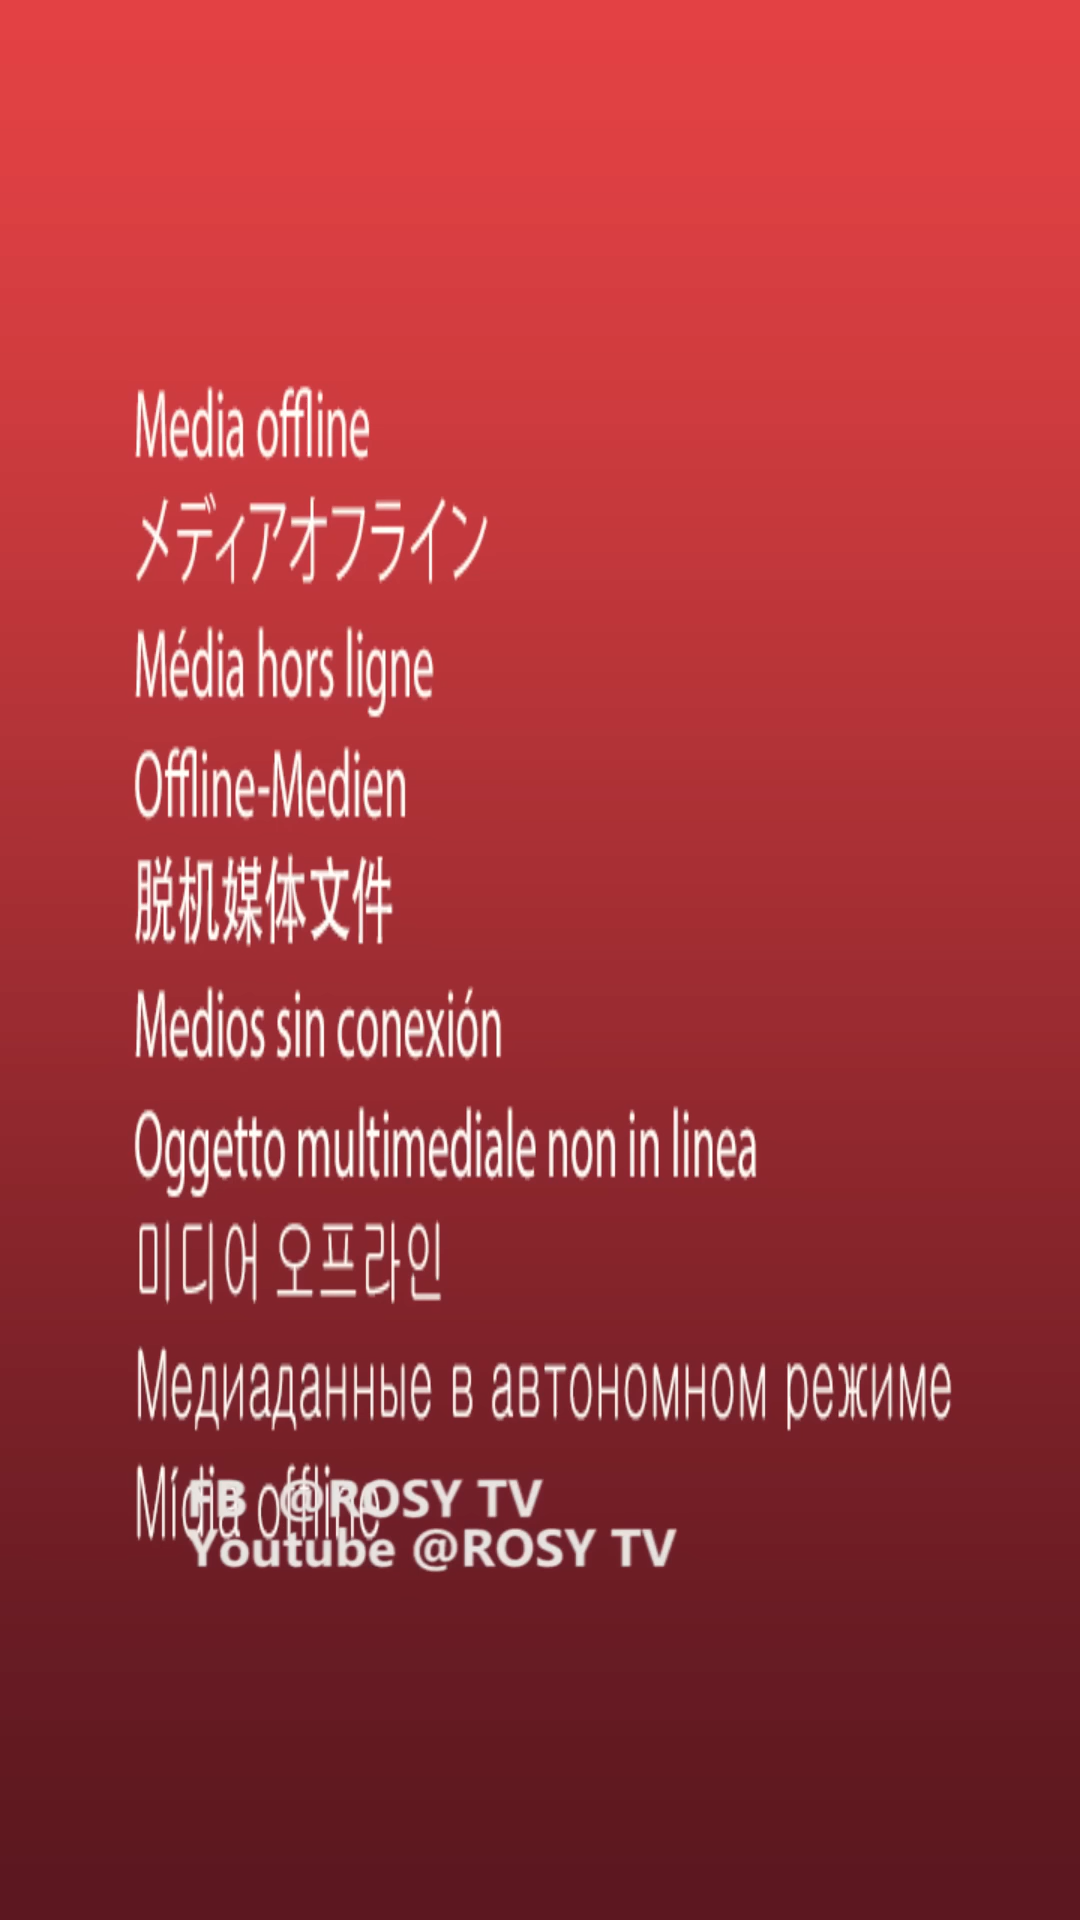 Media offline
メディアオフライン
Média hors ligne
Offline-Medien
脱机媒体文件
Medios sin conexión
Oggetto multimediale non in linea
미디어 오프라인
Медиаданные в автономном режиме
Mídia offline
FB @ROSY TV
Youtube @ROSY TV